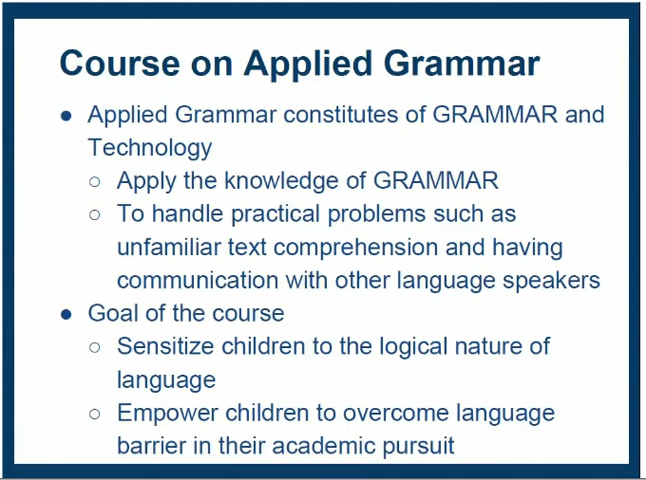 Course on Applied Grammar
● Applied Grammar constitutes of GRAMMAR and
Technology
○ Apply the knowledge of GRAMMAR
○ To handle practical problems such as
unfamiliar text comprehension and having
communication with other language speakers
● Goal of the course
○ Sensitize children to the logical nature of
language
○ Empower children to overcome language
barrier in their academic pursuit